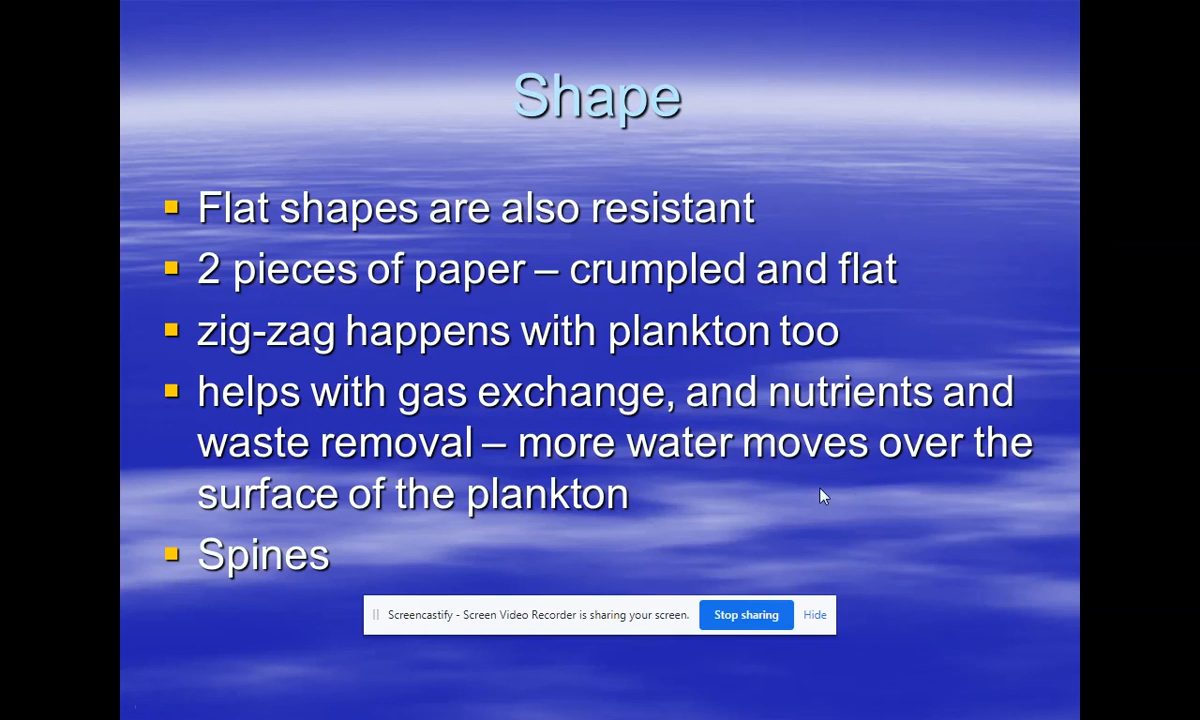 Shape
▪ Flat shapes are also resistant
▪ 2 pieces of paper – crumpled and flat
▪ zig-zag happens with plankton too
▪ helps with gas exchange, and nutrients and
waste removal – more water moves over the
surface of the plankton
▪ Spines
Screencastify - Screen Video Recorder is sharing your screen. Stop sharing Hide